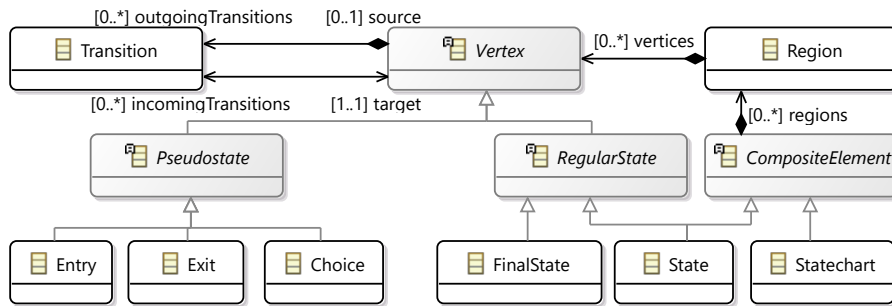 [0..*] outgoingTransitions [0..1] source
Transition Vertex [0..*] vertices Region
[0..*] incomingTransitions [1..1] target
[0..*] regions
Pseudostate RegularState CompositeElement
Entry Exit Choice FinalState State Statechart